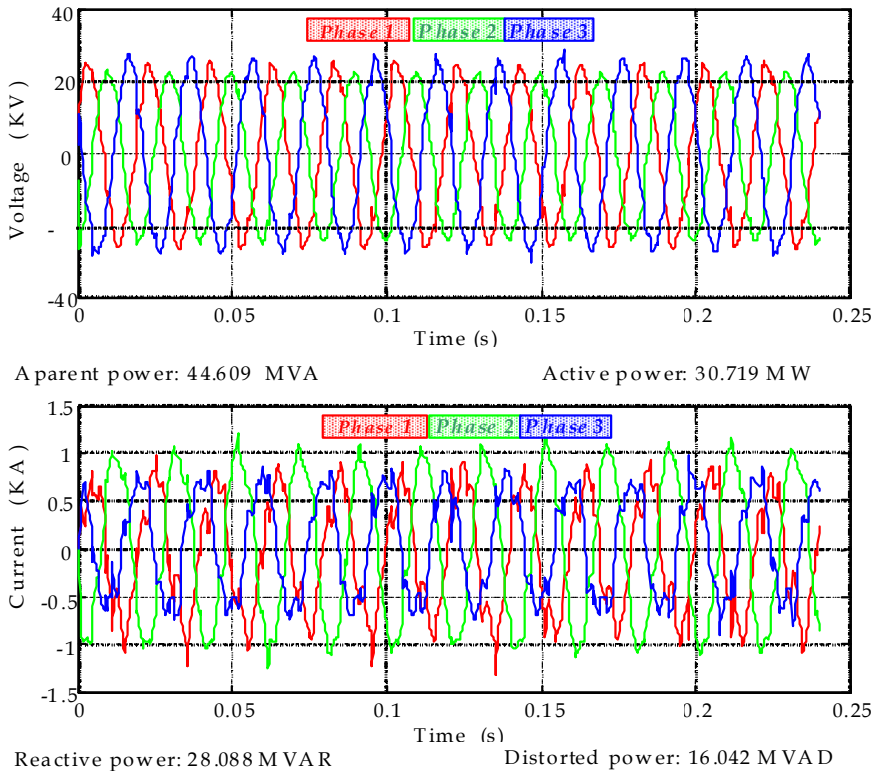 40
Phase 1 Phase 2 Phase 3
20
0
-
-40
Voltage (KV)
0 0.05 0.1 0.15 0.2 0.25
Time (s)
Aparent power: 44.609 MVA Active power: 30.719 MW
1.5
Phase 1 Phase 2 Phase 3
1
0.5
0
-0.5
-1
-1.5
Current (KA)
0 0.05 0.1 0.15 0.2 0.25
Time (s)
Reactive power: 28.088 MVAR Distorted power: 16.042 MVAD